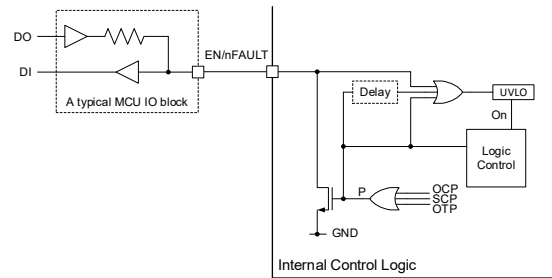 DO
DI
A typical MCU IO block
EN/nFAULT
Delay
UVLO
On
Logic
Control
P
OCP
SCP
OTP
GND
Internal Control Logic